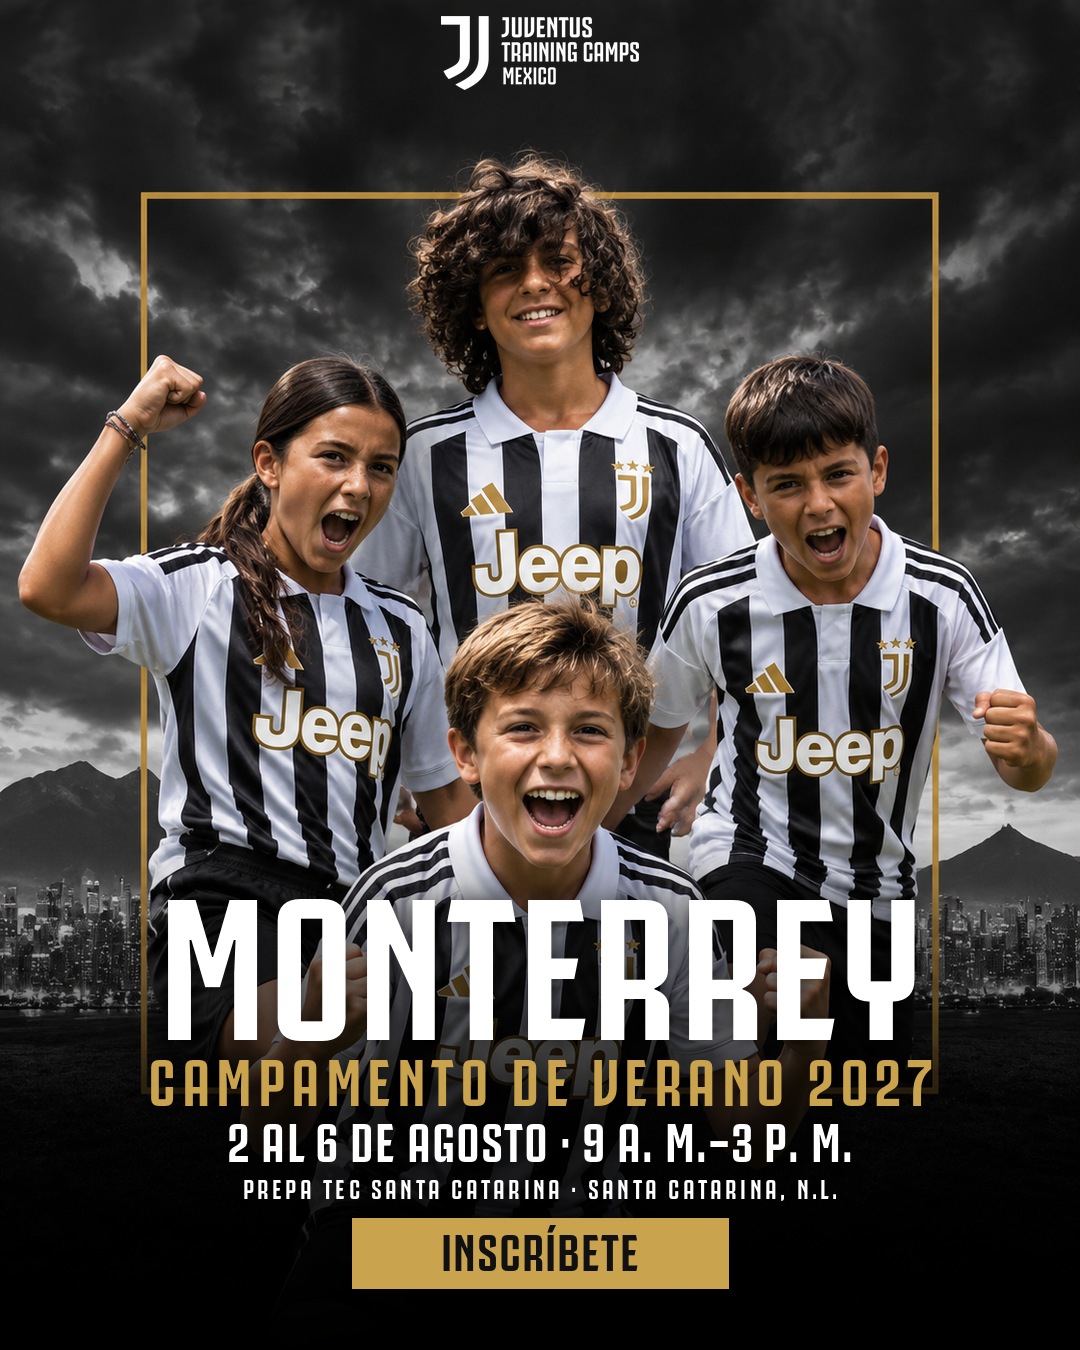 JUVENTUS
TRAINING CAMPS
MEXICO
Jeep
Jeep
Jeep
Jeep
MONTERREY
CAMPAMENTO DE VERANO 2027
2 AL 6 DE AGOSTO · 9 A. M.–3 P. M.
PREPA TEC SANTA CATARINA · SANTA CATARINA, N.L.
INSCRÍBETE